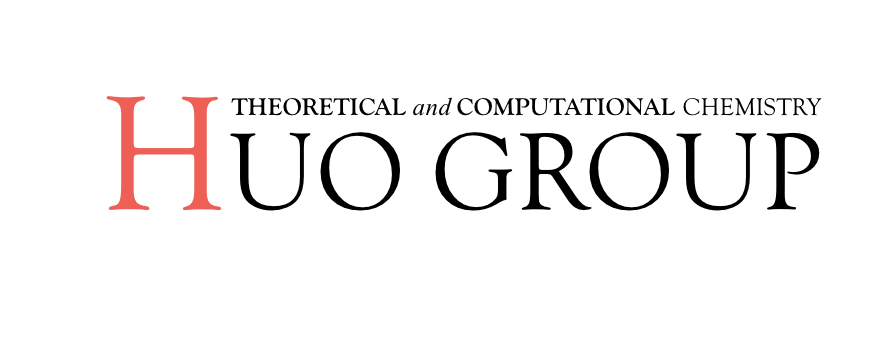 THEORETICAL and COMPUTATIONAL CHEMISTRY
HUO GROUP